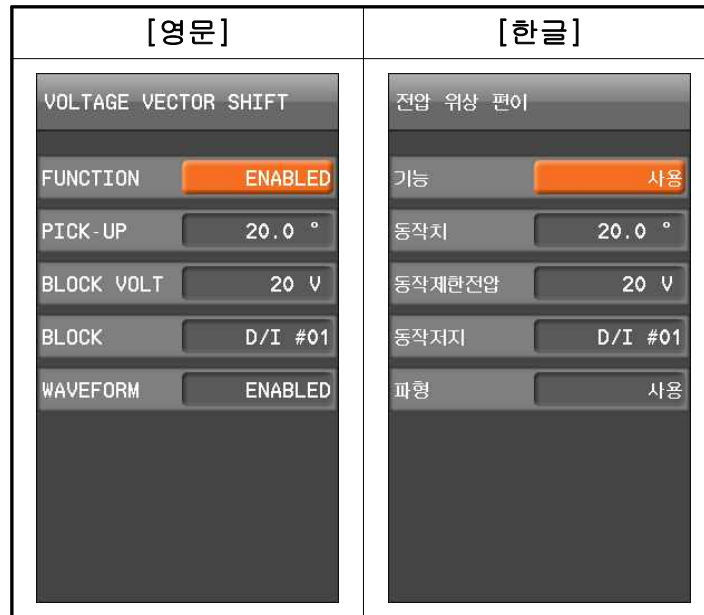 [영문]
[한글]
VOLTAGE VECTOR SHIFT
FUNCTION ENABLED
PICK-UP 20.0 °
BLOCK VOLT 20 V
BLOCK D/I #01
WAVEFORM ENABLED
전압 위상 편이
기능 사용
동작치 20.0 °
동작제한전압 20 V
동작저지 D/I #01
파형 사용